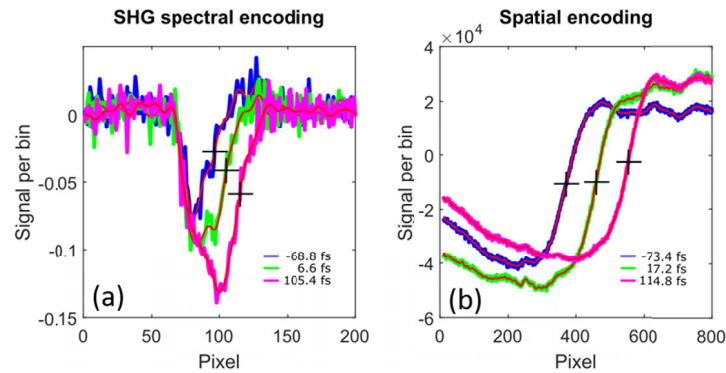 SHG spectral encoding
Signal per bin
0
-0.05
-0.1
-0.15
0 50 100 150 200
Pixel
-68.8 fs
6.6 fs
105.4 fs
(a)
Spatial encoding
× 10⁴
Signal per bin
4
2
0
-2
-4
-6
0 200 400 600 800
Pixel
-73.4 fs
17.2 fs
114.8 fs
(b)